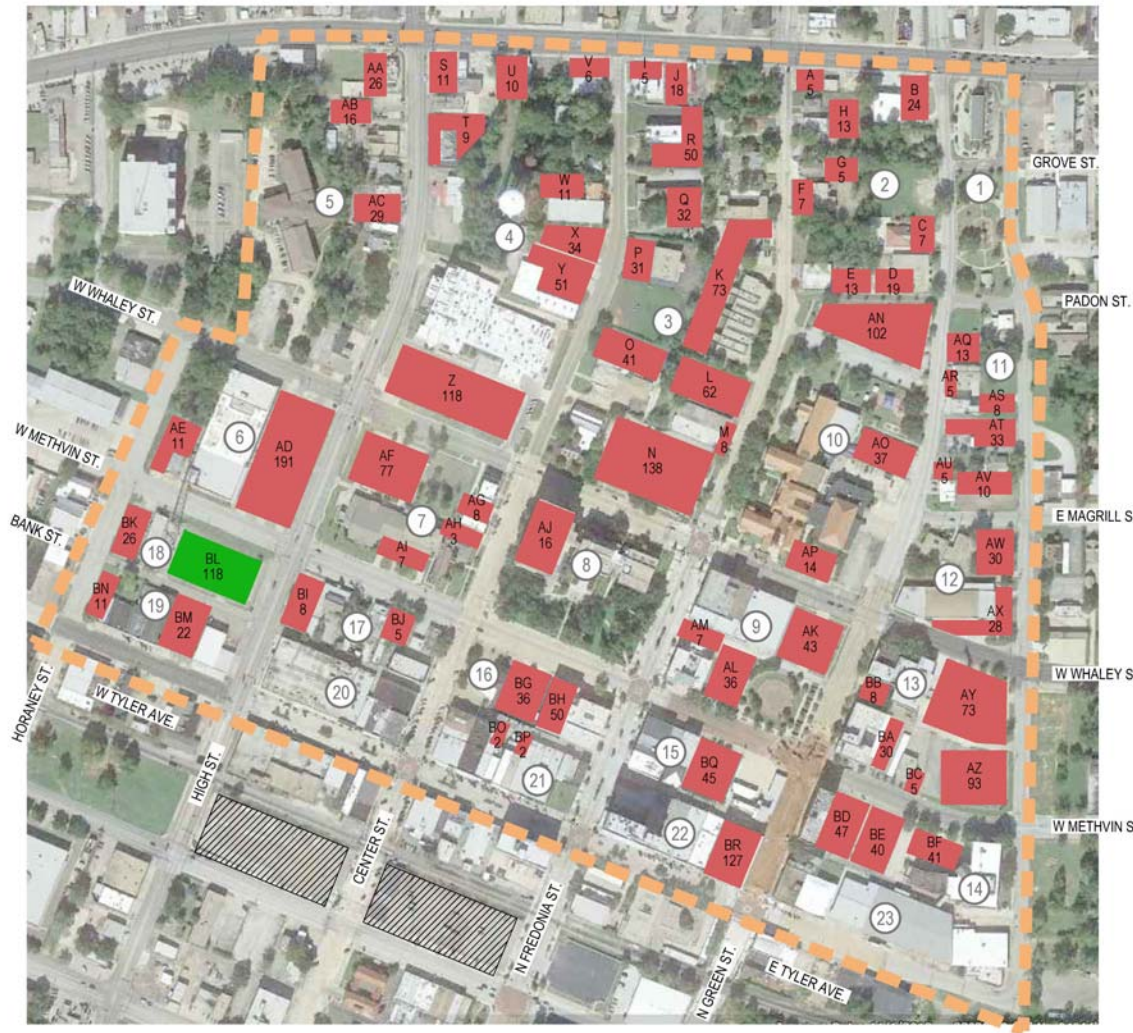 AA
26
S
11
U
10
V
6
I
5
J
18
A
5
B
24
AB
16
T
9
R
50
H
13
G
5
F
7
2
1
GROVE ST.
AC
29
5
W
11
Q
32
C
7
4
X
34
Y
51
P
31
K
73
E
13
D
19
W WHALEY ST.
PADON ST.
3
AN
102
O
41
L
62
AQ
13
11
AR
5
AS
8
Z
118
AT
33
AE
11
6
AD
191
AF
77
N
138
M
8
10
AO
37
AU
5
AV
10
W METHVIN ST.
BANK ST.
BK
26
AG
8
7
AH
3
AI
7
AJ
16
8
AP
14
E MAGRILL S
AW
30
12
18
BL
118
BN
11
19
BM
22
BI
8
17
BJ
5
AM
7
9
AK
43
AL
36
AX
28
13
W WHALEY S
20
16
BG
36
BH
50
BB
8
AY
73
BO
2
BP
2
21
15
BQ
45
BA
30
BC
5
AZ
93
HORANEY ST.
W TYLER AVE.
HIGH ST.
CENTER ST.
22
BR
127
BD
47
BE
40
BF
41
W METHVIN S
14
23
N FREDONIA ST.
N GREEN ST.
E TYLER AVE.